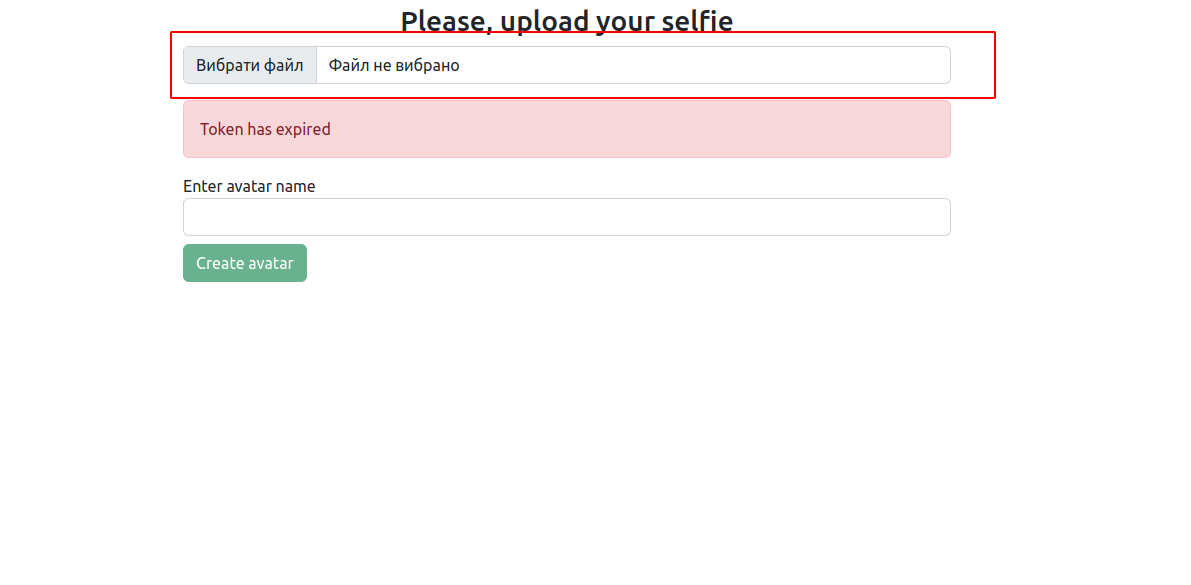 Please, upload your selfie
Вибрати файл Файл не вибрано
Token has expired
Enter avatar name
Create avatar